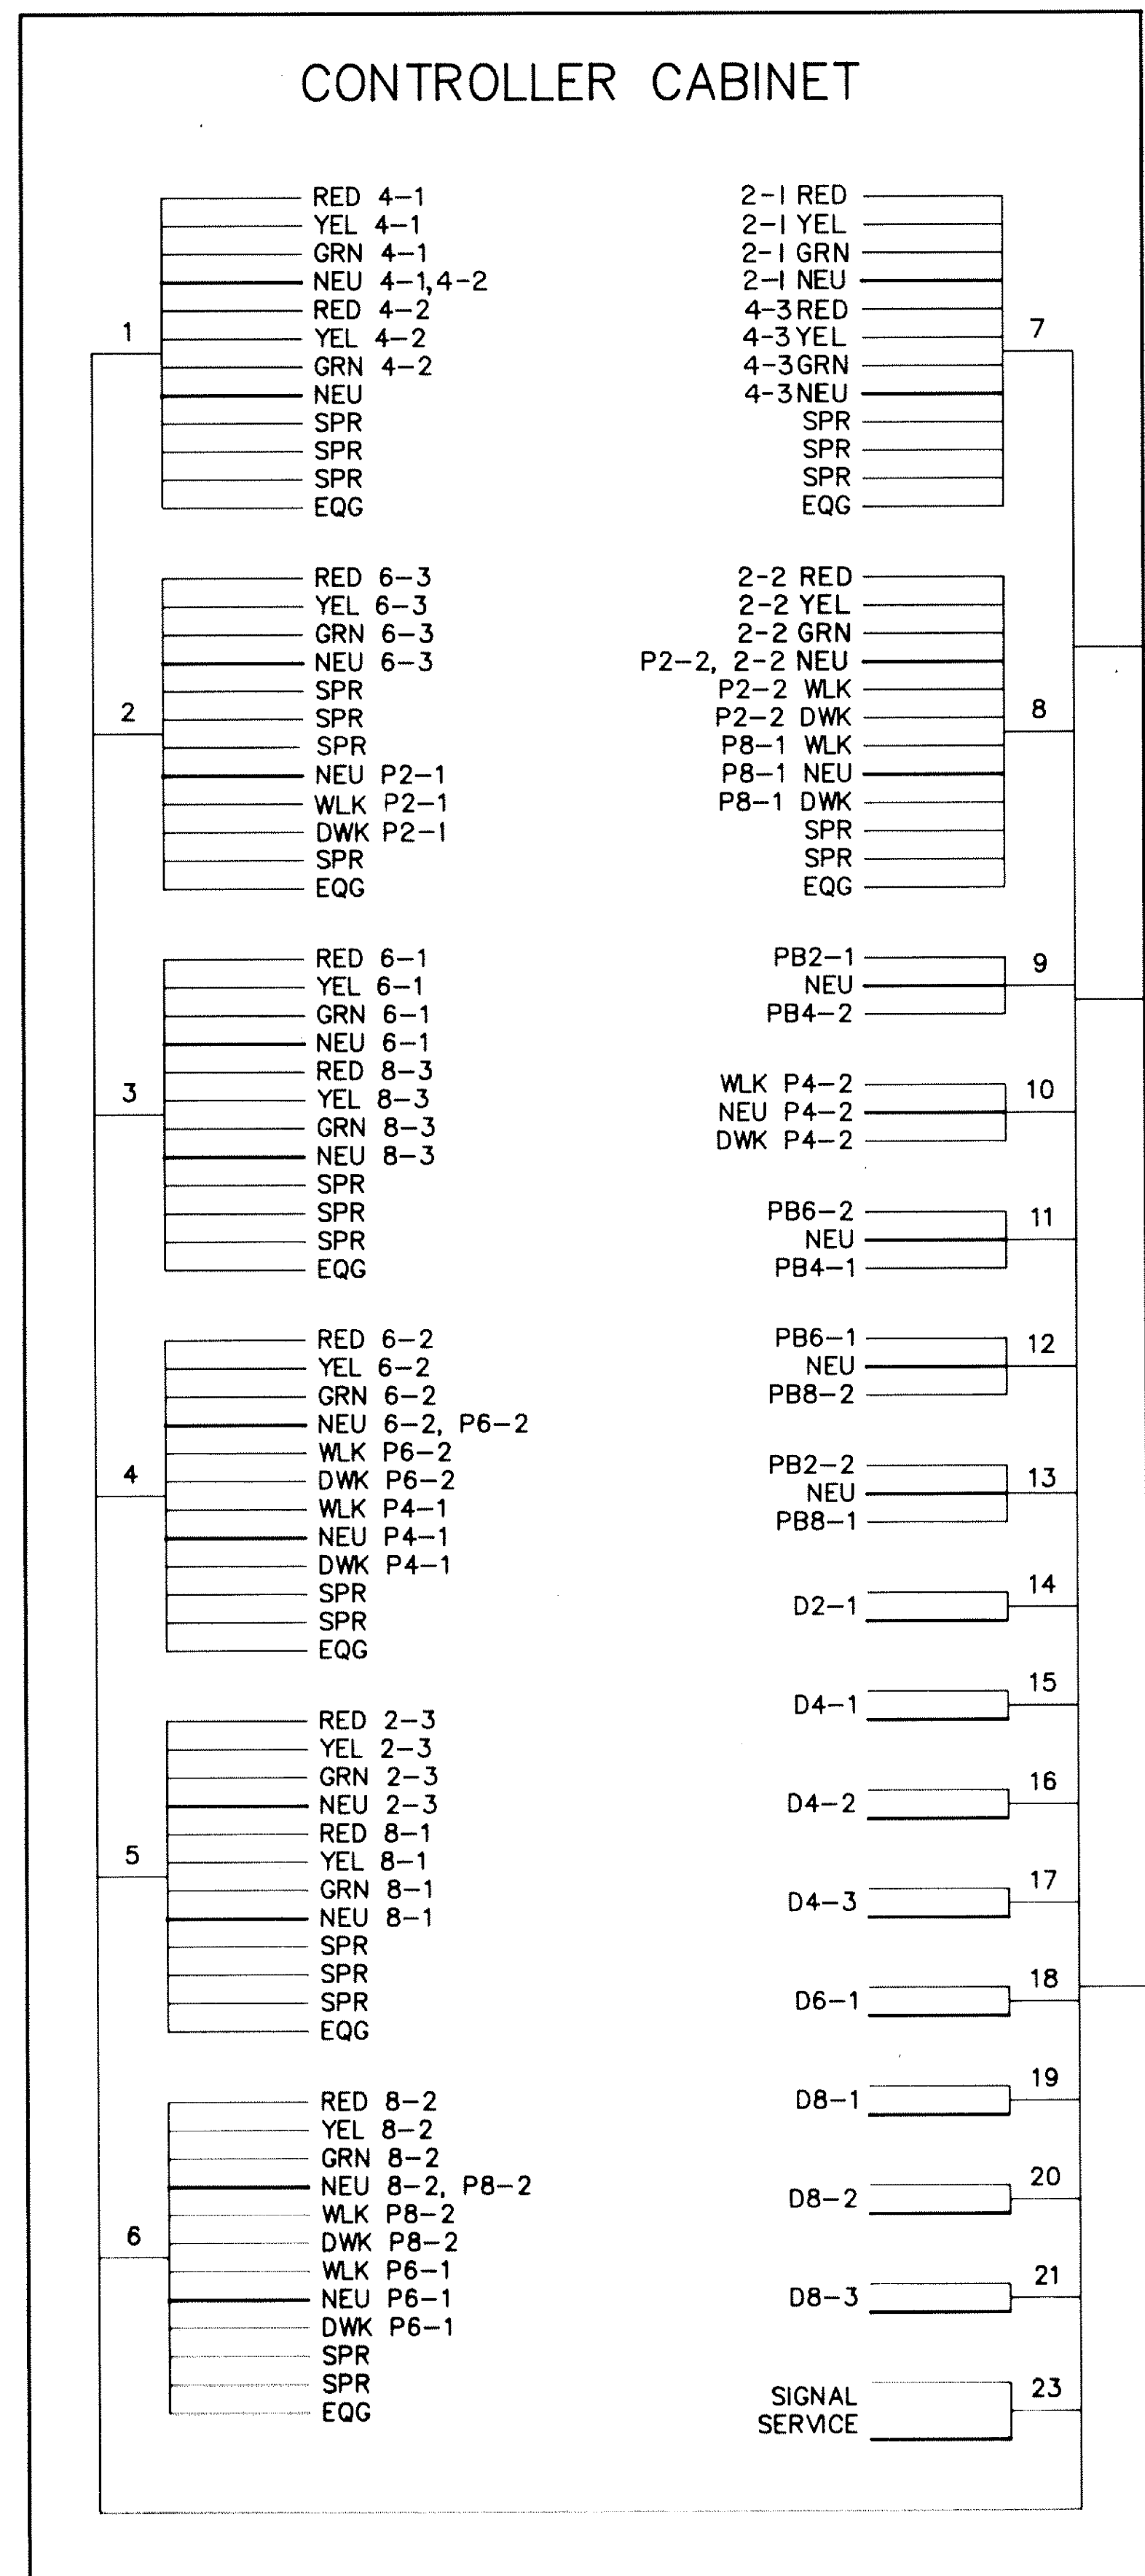 CONTROLLER CABINET
1
RED 4-1
YEL 4-1
GRN 4-1
NEU 4-1,4-2
RED 4-2
YEL 4-2
GRN 4-2
NEU
SPR
SPR
SPR
EQG
2
RED 6-3
YEL 6-3
GRN 6-3
NEU 6-3
SPR
SPR
SPR
NEU P2-1
WLK P2-1
DWK P2-1
SPR
EQG
3
RED 6-1
YEL 6-1
GRN 6-1
NEU 6-1
RED 8-3
YEL 8-3
GRN 8-3
NEU 8-3
SPR
SPR
SPR
EQG
4
RED 6-2
YEL 6-2
GRN 6-2
NEU 6-2, P6-2
WLK P6-2
DWK P6-2
WLK P4-1
NEU P4-1
DWK P4-1
SPR
SPR
EQG
5
RED 2-3
YEL 2-3
GRN 2-3
NEU 2-3
RED 8-1
YEL 8-1
GRN 8-1
NEU 8-1
SPR
SPR
SPR
EQG
6
RED 8-2
YEL 8-2
GRN 8-2
NEU 8-2, P8-2
WLK P8-2
DWK P8-2
WLK P6-1
NEU P6-1
DWK P6-1
SPR
SPR
EQG
2-1 RED
2-1 YEL
2-1 GRN
2-1 NEU
4-3RED
4-3YEL
4-3GRN
4-3NEU
SPR
SPR
SPR
EQG
7
2-2 RED
2-2 YEL
2-2 GRN
P2-2, 2-2 NEU
P2-2 WLK
P2-2 DWK
P8-1 WLK
P8-1 NEU
P8-1 DWK
SPR
SPR
EQG
8
PB2-1
NEU
PB4-2
9
WLK P4-2
NEU P4-2
DWK P4-2
10
PB6-2
NEU
PB4-1
11
PB6-1
NEU
PB8-2
12
PB2-2
NEU
PB8-1
13
D2-1
14
D4-1
15
D4-2
16
D4-3
17
D6-1
18
D8-1
19
D8-2
20
D8-3
21
SIGNAL
SERVICE
23